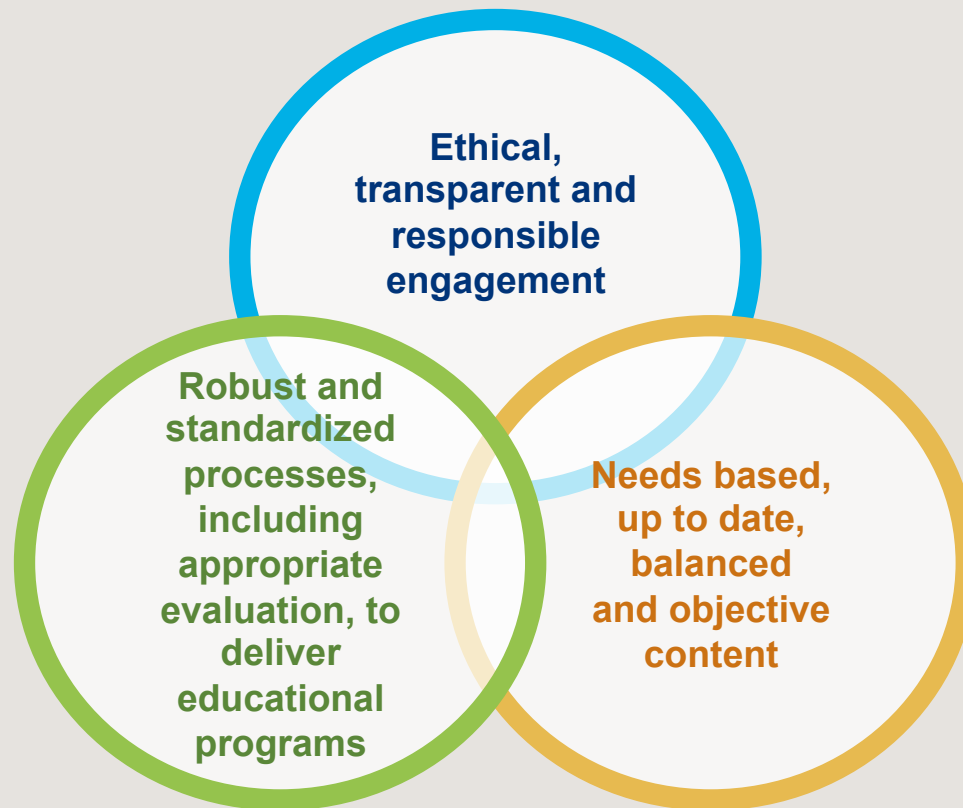 Ethical,
transparent and
responsible
engagement
Robust and
standardized
processes,
including
appropriate
evaluation, to
deliver
educational
programs
Needs based,
up to date,
balanced
and objective
content